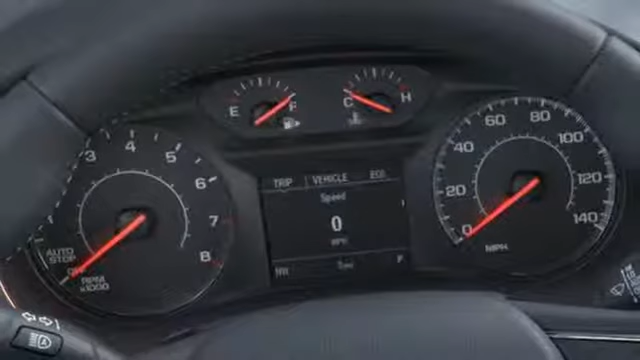 E F
C H
3 4 5 6 7 8
AUTO
STOP
RPM
x1000
TRIP VEHICLE ECO
Speed
0
MPH
NW P
0 20 40 60 80 100 120 140
MPH